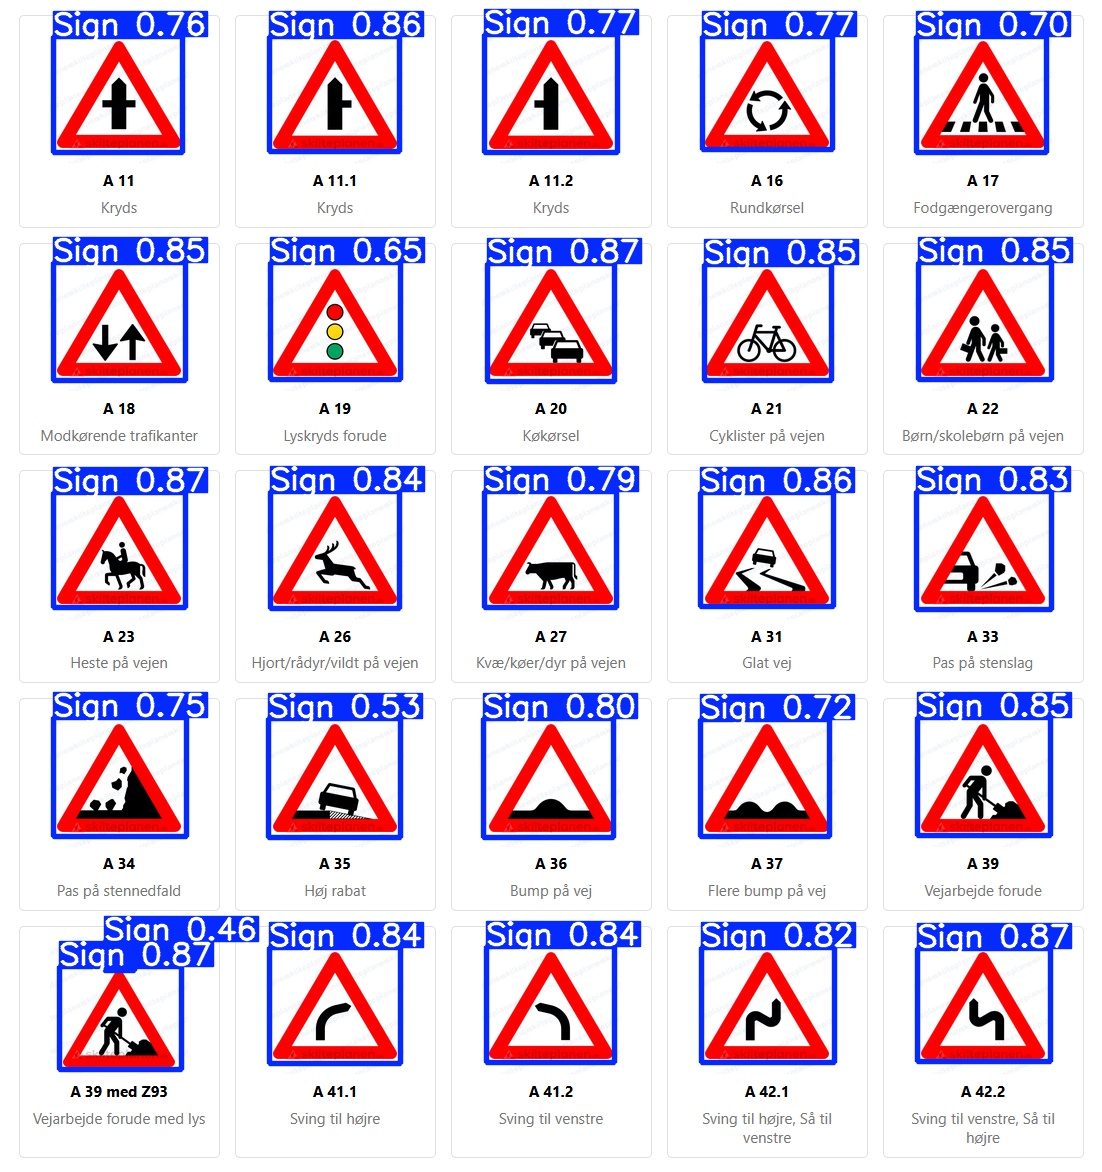 Sign 0.76
Sign 0.86
Sign 0.77
Sign 0.77
Sign 0.70
A 11
A 11.1
A 11.2
A 16
A 17
Kryds
Kryds
Kryds
Rundkørsel
Fodgængerovergang
Sign 0.85
Sign 0.65
Sign 0.87
Sign 0.85
Sign 0.85
A 18
A 19
A 20
A 21
A 22
Modkørende trafikanter
Lyskryds forude
Køkørsel
Cyklister på vejen
Børn/skolebørn på vejen
Sign 0.87
Sign 0.84
Sign 0.79
Sign 0.86
Sign 0.83
A 23
A 26
A 27
A 31
A 33
Heste på vejen
Hjort/rådyr/vildt på vejen
Kvæ/køer/dyr på vejen
Glat vej
Pas på stenslag
Sign 0.75
Sign 0.53
Sign 0.80
Sign 0.72
Sign 0.85
A 34
A 35
A 36
A 37
A 39
Pas på stennedfald
Høj rabat
Bump på vej
Flere bump på vej
Vejarbejde forude
Sign 0.46
Sign 0.87
Sign 0.84
Sign 0.84
Sign 0.82
Sign 0.87
A 39 med Z93
A 41.1
A 41.2
A 42.1
A 42.2
Vejarbejde forude med lys
Sving til højre
Sving til venstre
Sving til højre, Så til
venstre
Sving til venstre, Så til
højre